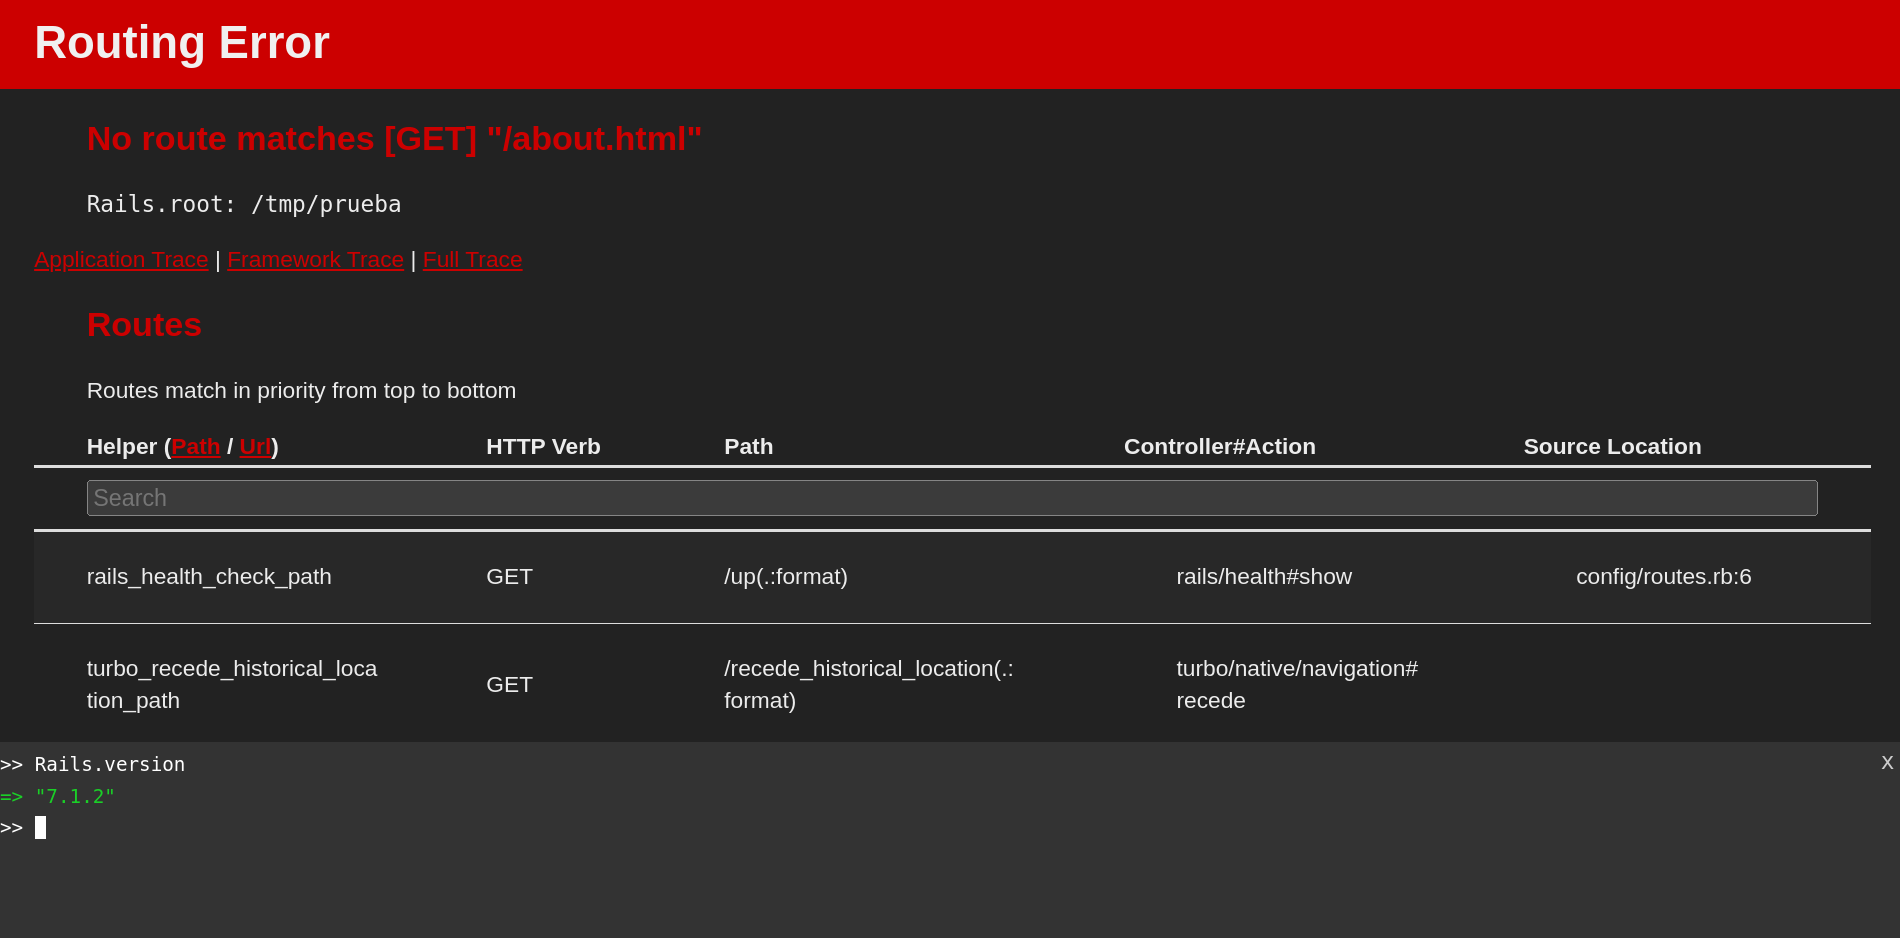 Routing Error
No route matches [GET] "/about.html"
Rails.root: /tmp/prueba
Application Trace | Framework Trace | Full Trace
Routes
Routes match in priority from top to bottom
Helper (Path / Url) HTTP Verb Path Controller#Action Source Location
Search
rails_health_check_path GET /up(.:format) rails/health#show config/routes.rb:6
turbo_recede_historical_loca
tion_path
GET
/recede_historical_location(.:
format)
turbo/native/navigation#
recede
>> Rails.version
x
=> "7.1.2"
>>